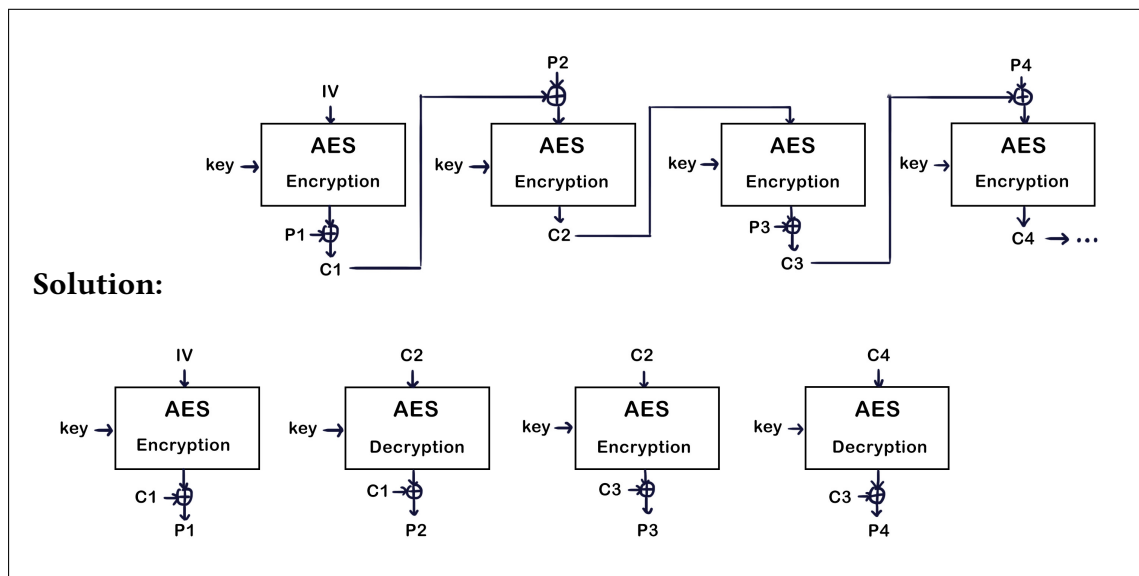 P2
P4
IV
AES
AES
AES
AES
key
key
key
key
Encryption
Encryption
Encryption
Encryption
P1
C2
P3
C4
...
C1
C3
Solution:
IV
C2
C2
C4
AES
AES
AES
AES
key
key
key
key
Encryption
Decryption
Encryption
Decryption
C1
C1
C3
C3
P1
P2
P3
P4